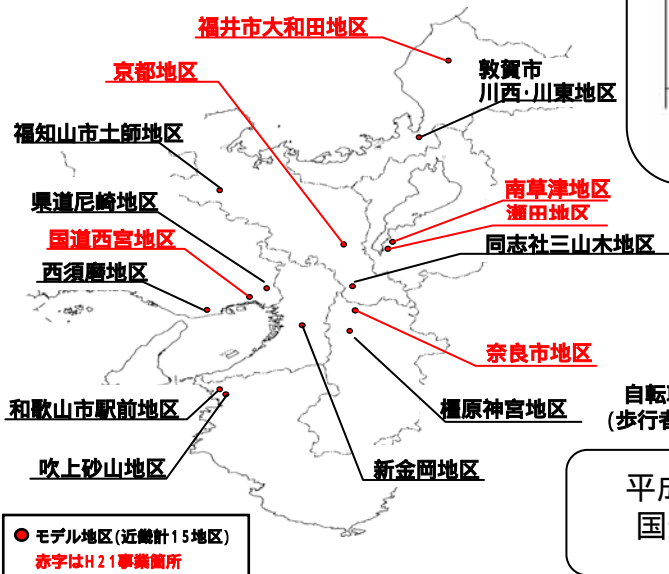 福井市大和田地区
京都地区
敦賀市
川西・川東地区
福知山市土師地区
県道尼崎地区
国道西宮地区
西須磨地区
南草津地区
瀬田地区
同志社三山木地区
奈良市地区
和歌山市駅前地区
橿原神宮地区
吹上砂山地区
新金岡地区
自転
(歩行者
平成
国
● モデル地区(近畿計15地区)
赤字はH21事業箇所